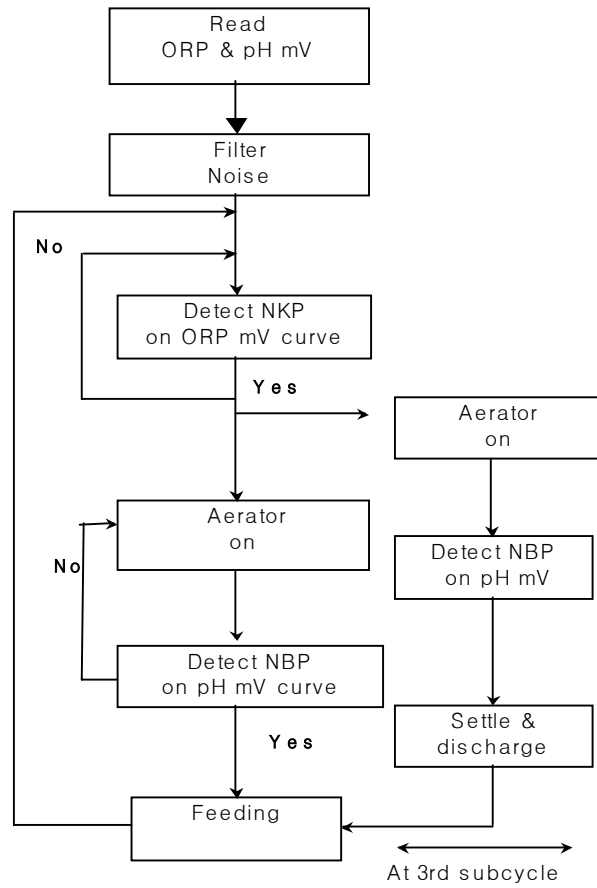 Read
ORP & pH mV
Filter
Noise
No
Detect NKP
on ORP mV curve
Yes
Aerator
on
Aerator
on
No
Detect NBP
on pH mV
Detect NBP
on pH mV curve
Yes
Settle &
discharge
Feeding
At 3rd subcycle